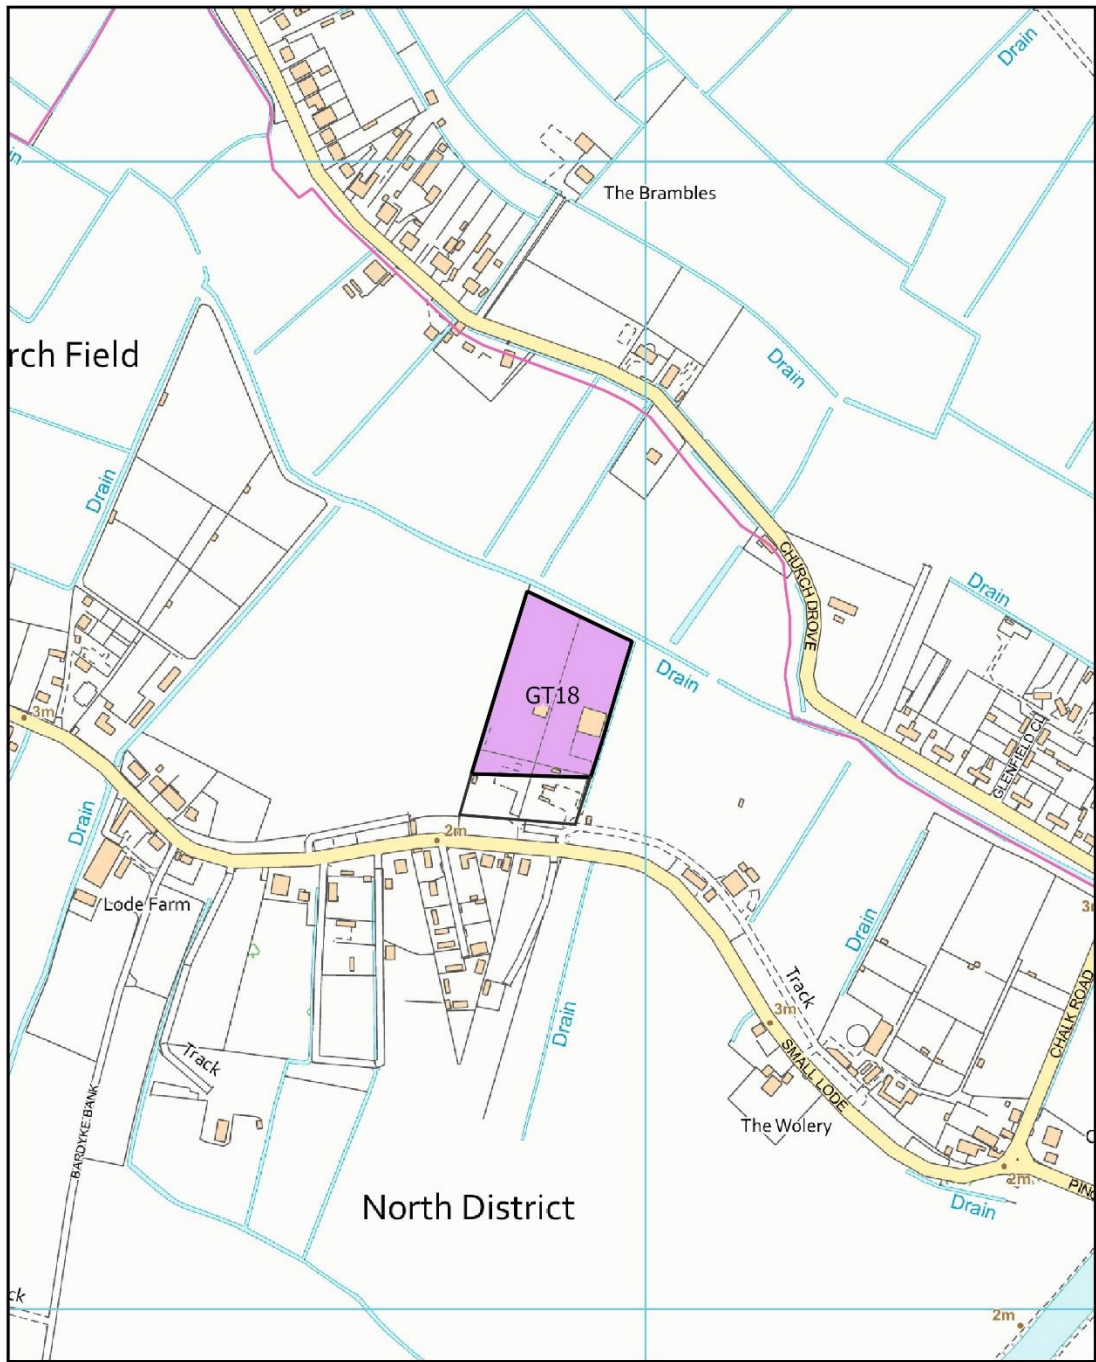 Drain
The Brambles
rch Field
Drain
Drain
CHURCH DROVE
Drain
Drain
GT18
3m
GLENFIELD CL
Drain
2m
Lode Farm
Drain
Track
3m
Drain
CHALK ROAD
Track
SMALL LODE
BARDYKE BANK
The Wolery
2m
Drain
North District
ck
2m